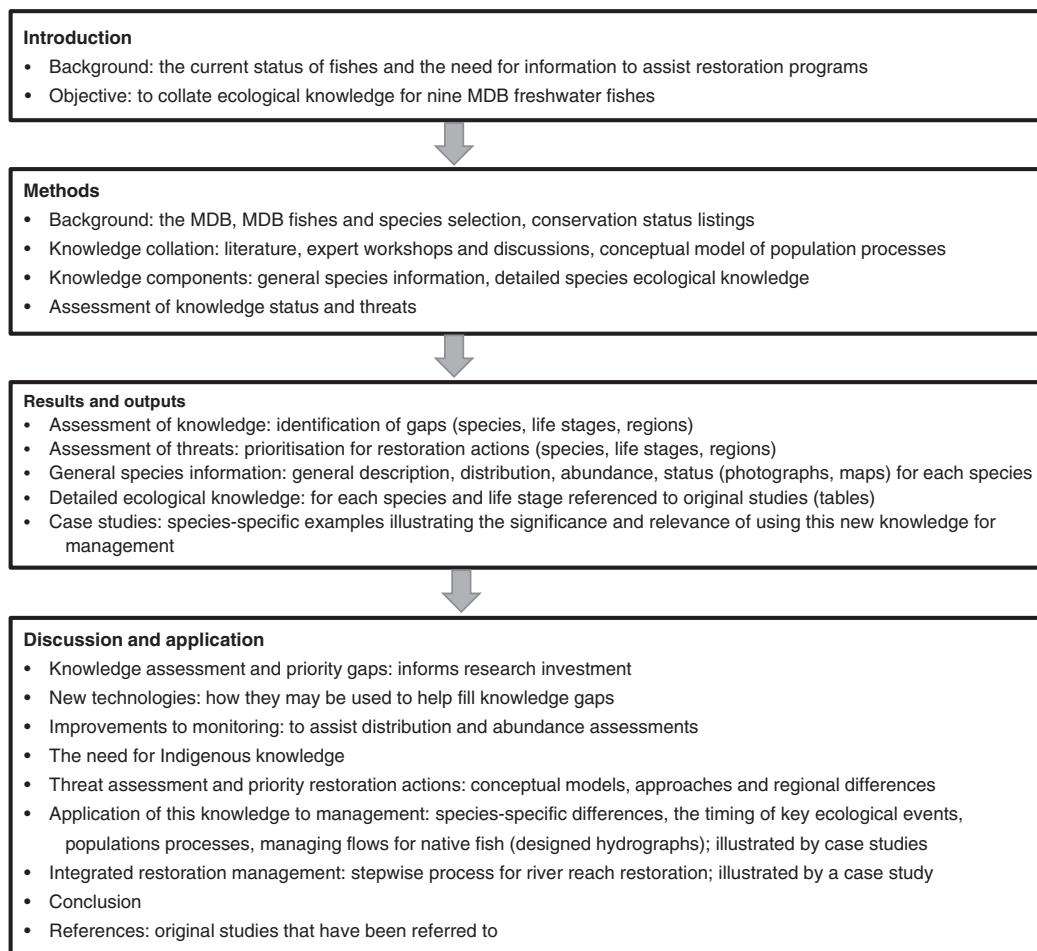 Introduction
• Background: the current status of fishes and the need for information to assist restoration programs
• Objective: to collate ecological knowledge for nine MDB freshwater fishes
Methods
• Background: the MDB, MDB fishes and species selection, conservation status listings
• Knowledge collation: literature, expert workshops and discussions, conceptual model of population processes
• Knowledge components: general species information, detailed species ecological knowledge
• Assessment of knowledge status and threats
Results and outputs
• Assessment of knowledge: identification of gaps (species, life stages, regions)
• Assessment of threats: prioritisation for restoration actions (species, life stages, regions)
• General species information: general description, distribution, abundance, status (photographs, maps) for each species
• Detailed ecological knowledge: for each species and life stage referenced to original studies (tables)
• Case studies: species-specific examples illustrating the significance and relevance of using this new knowledge for
management
Discussion and application
• Knowledge assessment and priority gaps: informs research investment
• New technologies: how they may be used to help fill knowledge gaps
• Improvements to monitoring: to assist distribution and abundance assessments
• The need for Indigenous knowledge
• Threat assessment and priority restoration actions: conceptual models, approaches and regional differences
• Application of this knowledge to management: species-specific differences, the timing of key ecological events,
populations processes, managing flows for native fish (designed hydrographs); illustrated by case studies
• Integrated restoration management: stepwise process for river reach restoration; illustrated by a case study
• Conclusion
• References: original studies that have been referred to